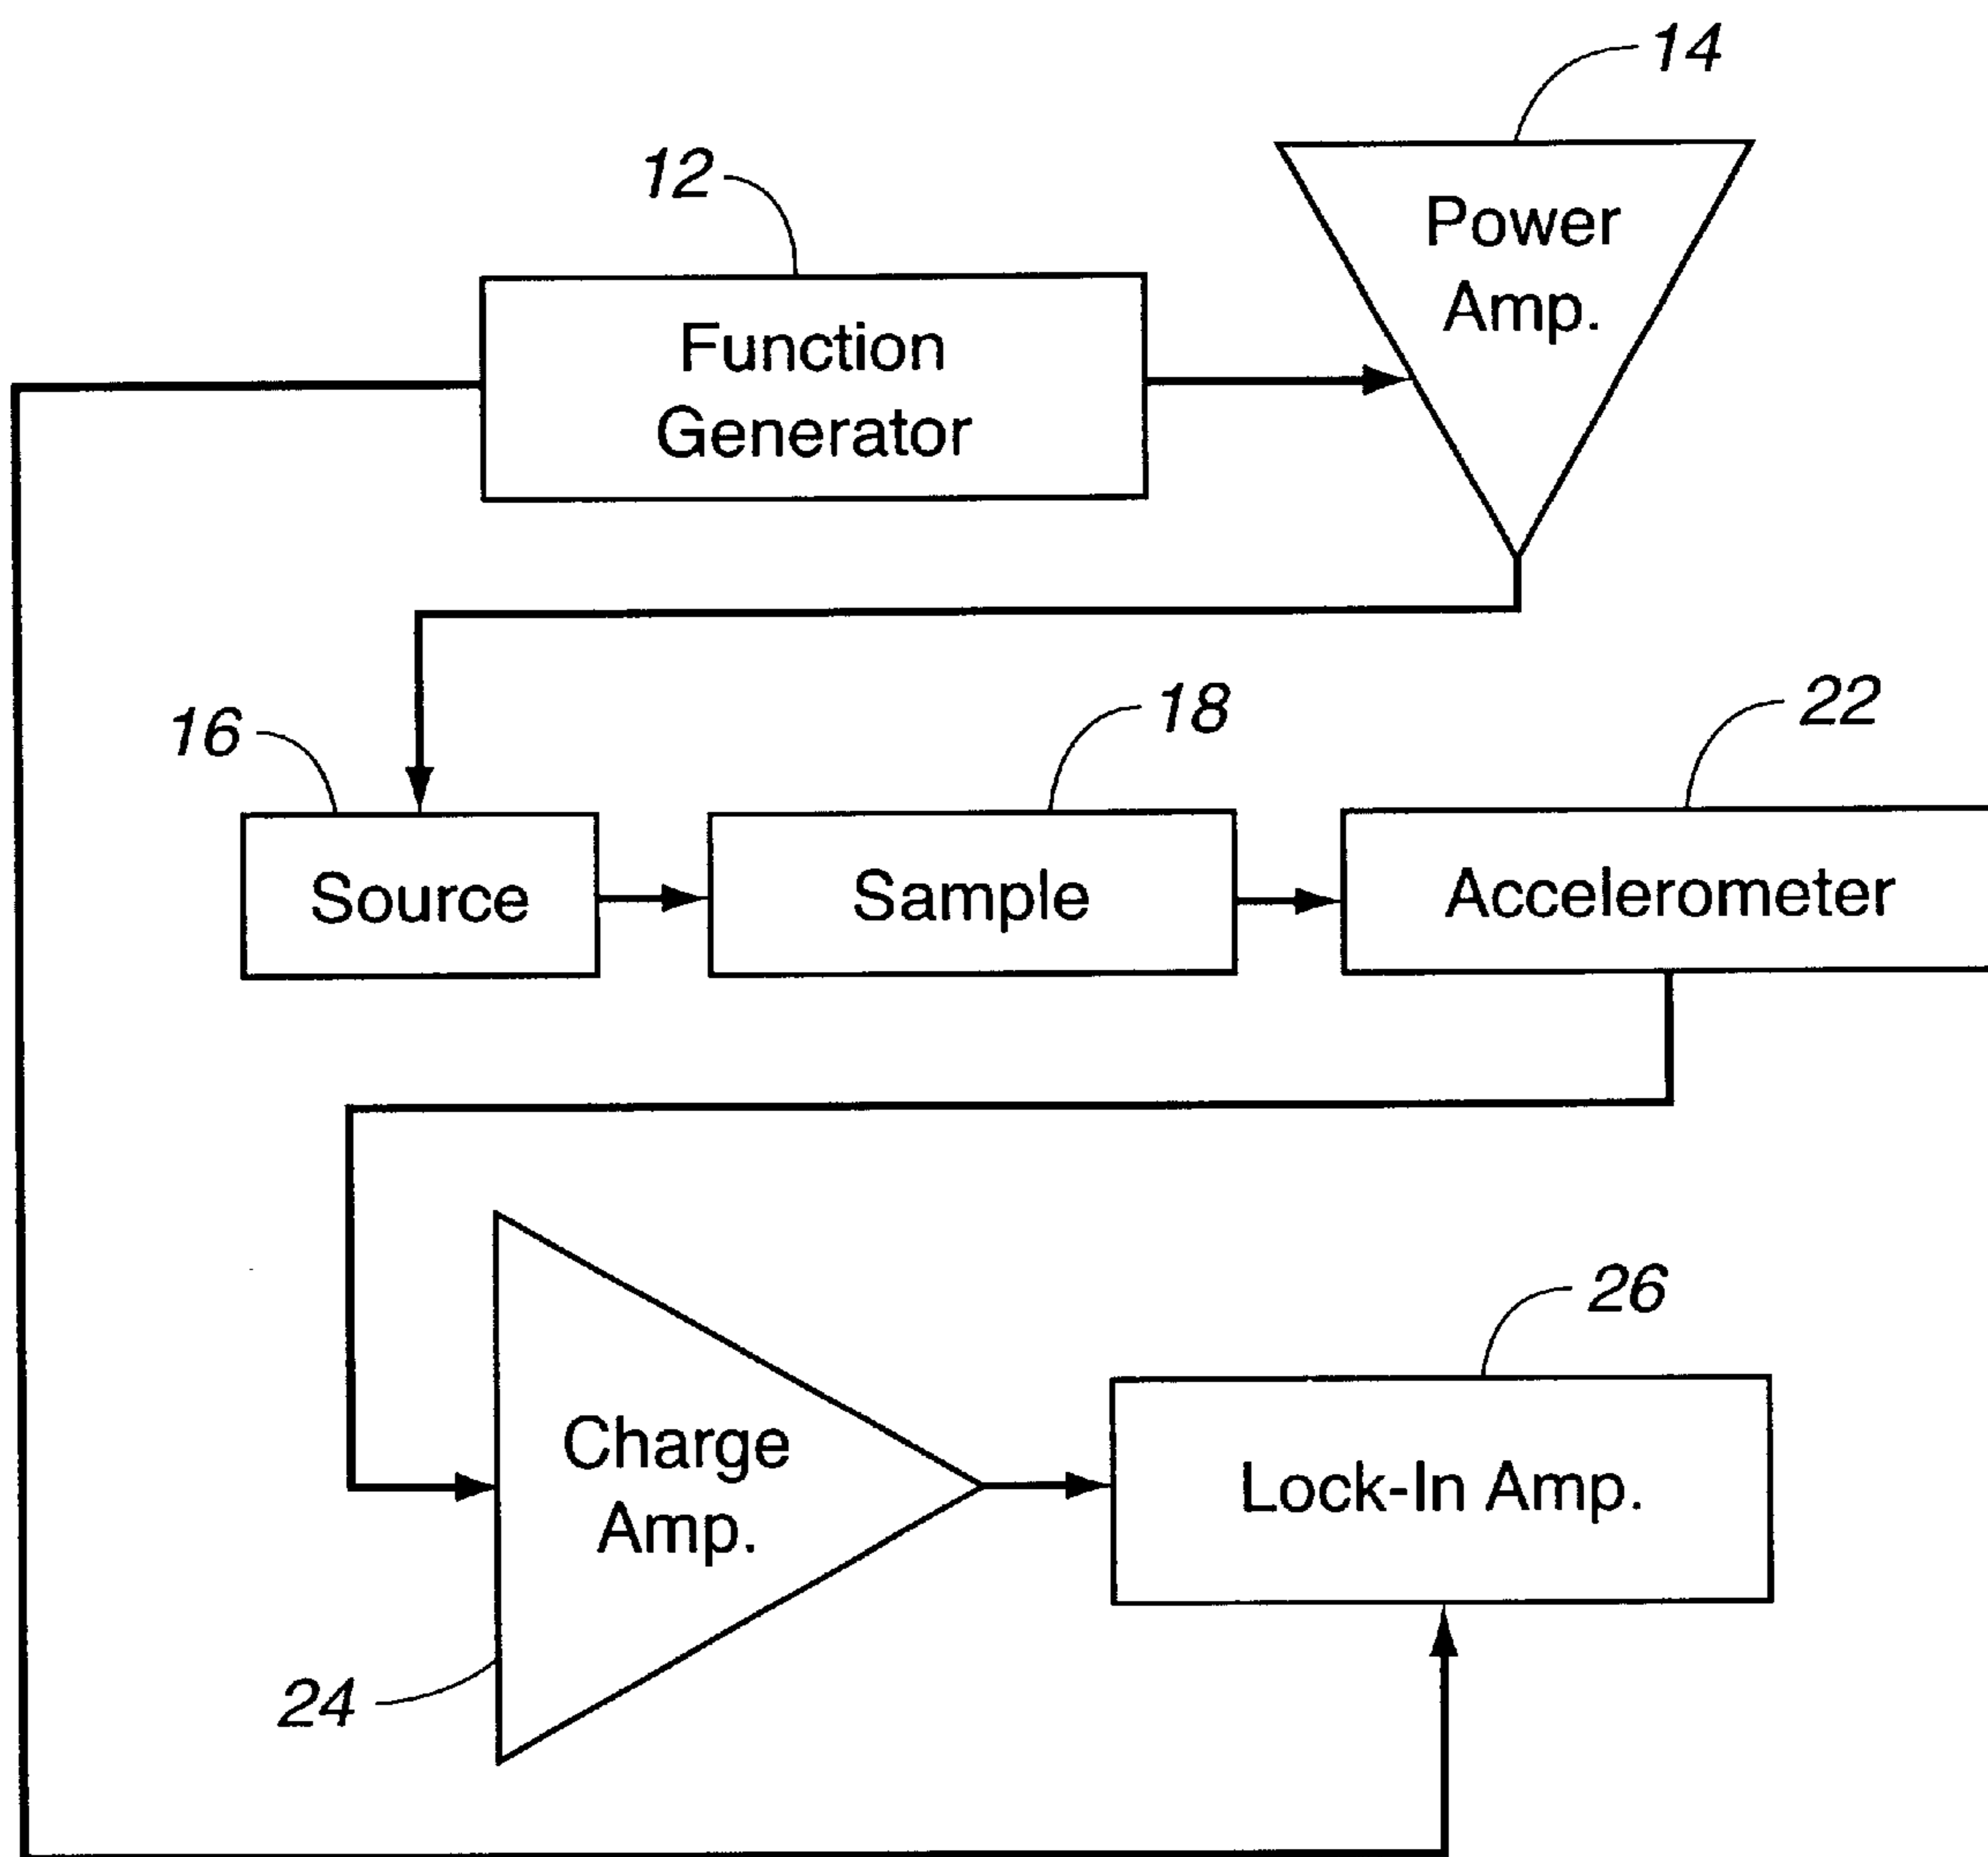 14
12
Power
Amp.
Function
Generator
16
18
22
Source
Sample
Accelerometer
26
Charge
Amp.
Lock-In Amp.
24